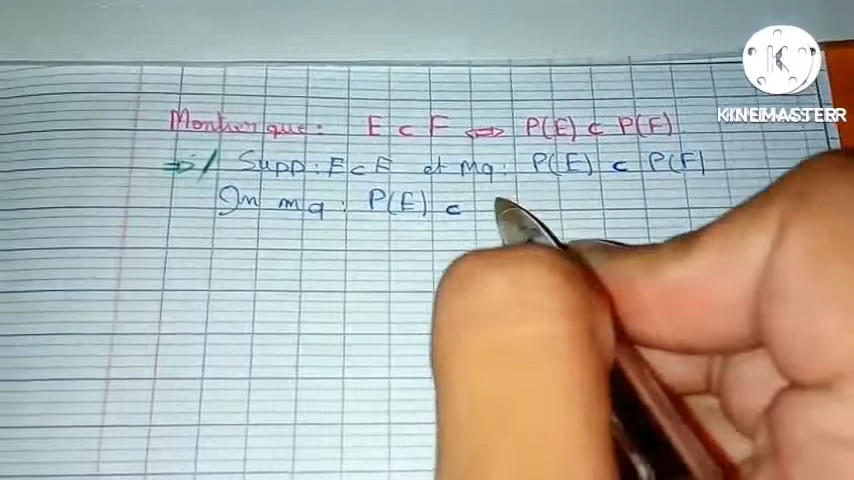 Montrer que : E ⊂ F ⟺ P(E) ⊂ P(F)
⇒ ./ Supp : E ⊂ F et Mq : P(E) ⊂ P(F)
On mq : P(E) ⊂
K
KINEMASTER